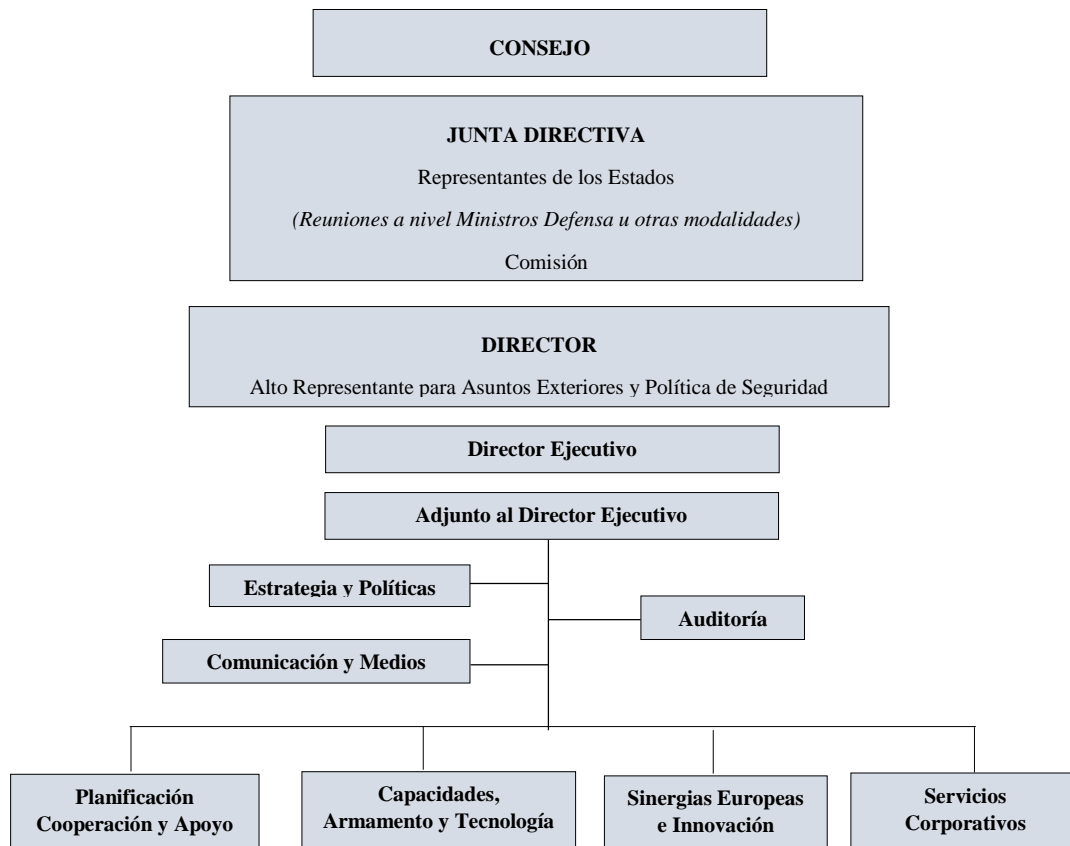 CONSEJO
JUNTA DIRECTIVA
Representantes de los Estados
(Reuniones a nivel Ministros Defensa u otras modalidades)
Comisión
DIRECTOR
Alto Representante para Asuntos Exteriores y Política de Seguridad
Director Ejecutivo
Adjunto al Director Ejecutivo
Estrategia y Políticas
Auditoría
Comunicación y Medios
Planificación
Cooperación y Apoyo
Capacidades,
Armamento y Tecnología
Sinergias Europeas
e Innovación
Servicios
Corporativos